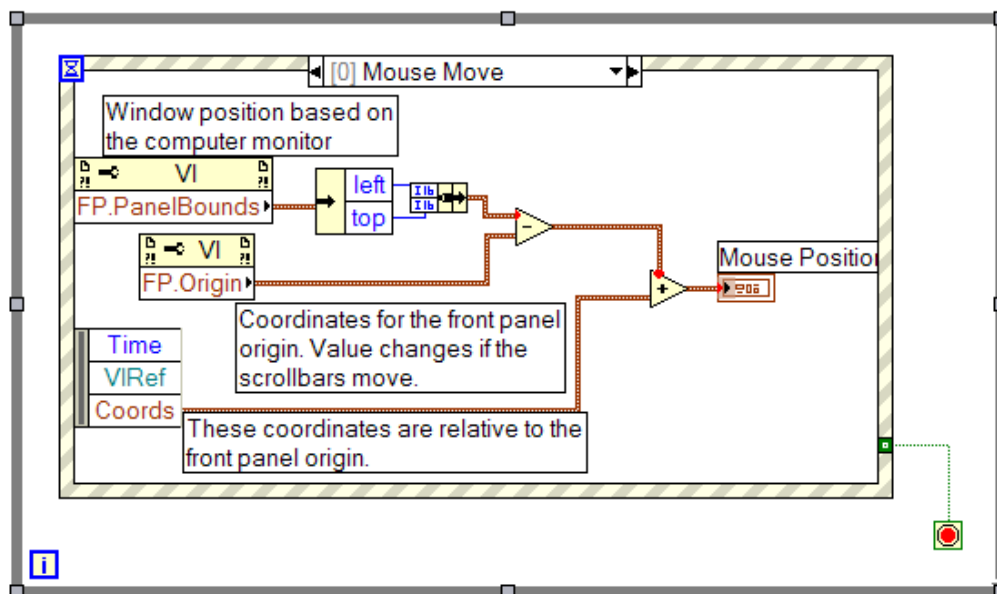 [0] Mouse Move
Window position based on
the computer monitor
VI
FP.PanelBounds
left
top
VI
FP.Origin
Mouse Position
Coordinates for the front panel
origin. Value changes if the
scrollbars move.
Time
VIRef
Coords
These coordinates are relative to the
front panel origin.
i